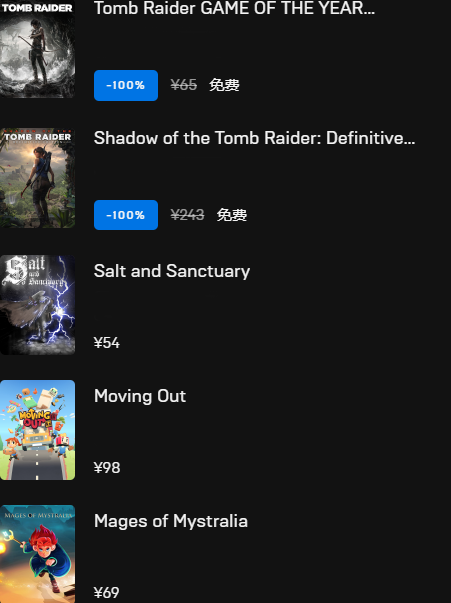 TOMB RAIDER
Tomb Raider GAME OF THE YEAR...
-100% ¥65 免费
TOMB RAIDER
Shadow of the Tomb Raider: Definitive...
-100% ¥243 免费
Salt
and
Sanctuary
Salt and Sanctuary
¥54
MOVING
OUT
Moving Out
¥98
MAGES OF MYSTRALIA
Mages of Mystralia
¥69